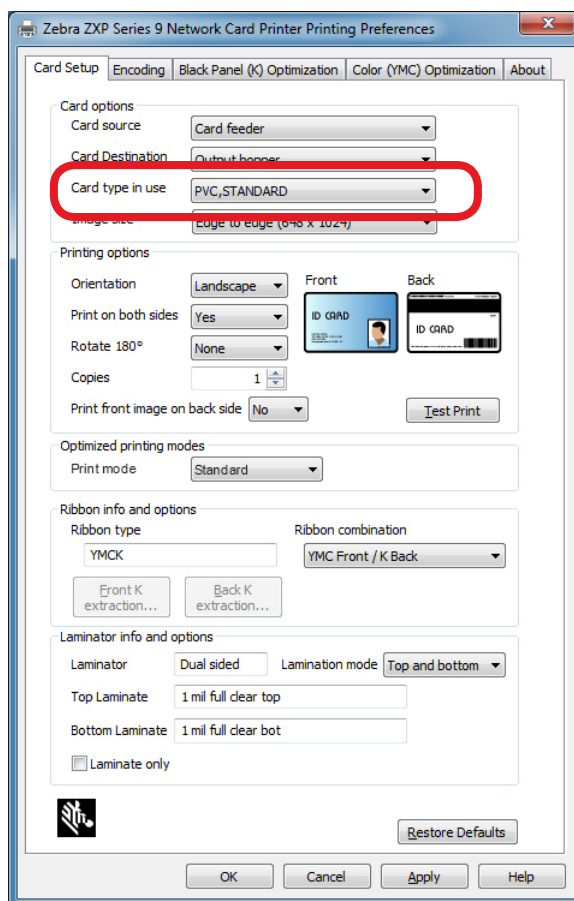 Zebra ZXP Series 9 Network Card Printer Printing Preferences
Card Setup Encoding Black Panel (K) Optimization Color (YMC) Optimization About
Card options
Card source Card feeder
Card Destination Output hopper
Card type in use PVC,STANDARD
Image size Edge to edge (648 x 1024)
Printing options
Orientation Landscape Front Back
Print on both sides Yes ID CARD ID CARD
Rotate 180° None
Copies 1
Print front image on back side No Test Print
Optimized printing modes
Print mode Standard
Ribbon info and options
Ribbon type Ribbon combination
YMCK YMC Front / K Back
Front K extraction... Back K extraction...
Laminator info and options
Laminator Dual sided Lamination mode Top and bottom
Top Laminate 1 mil full clear top
Bottom Laminate 1 mil full clear bot
Laminate only
Restore Defaults
OK Cancel Apply Help